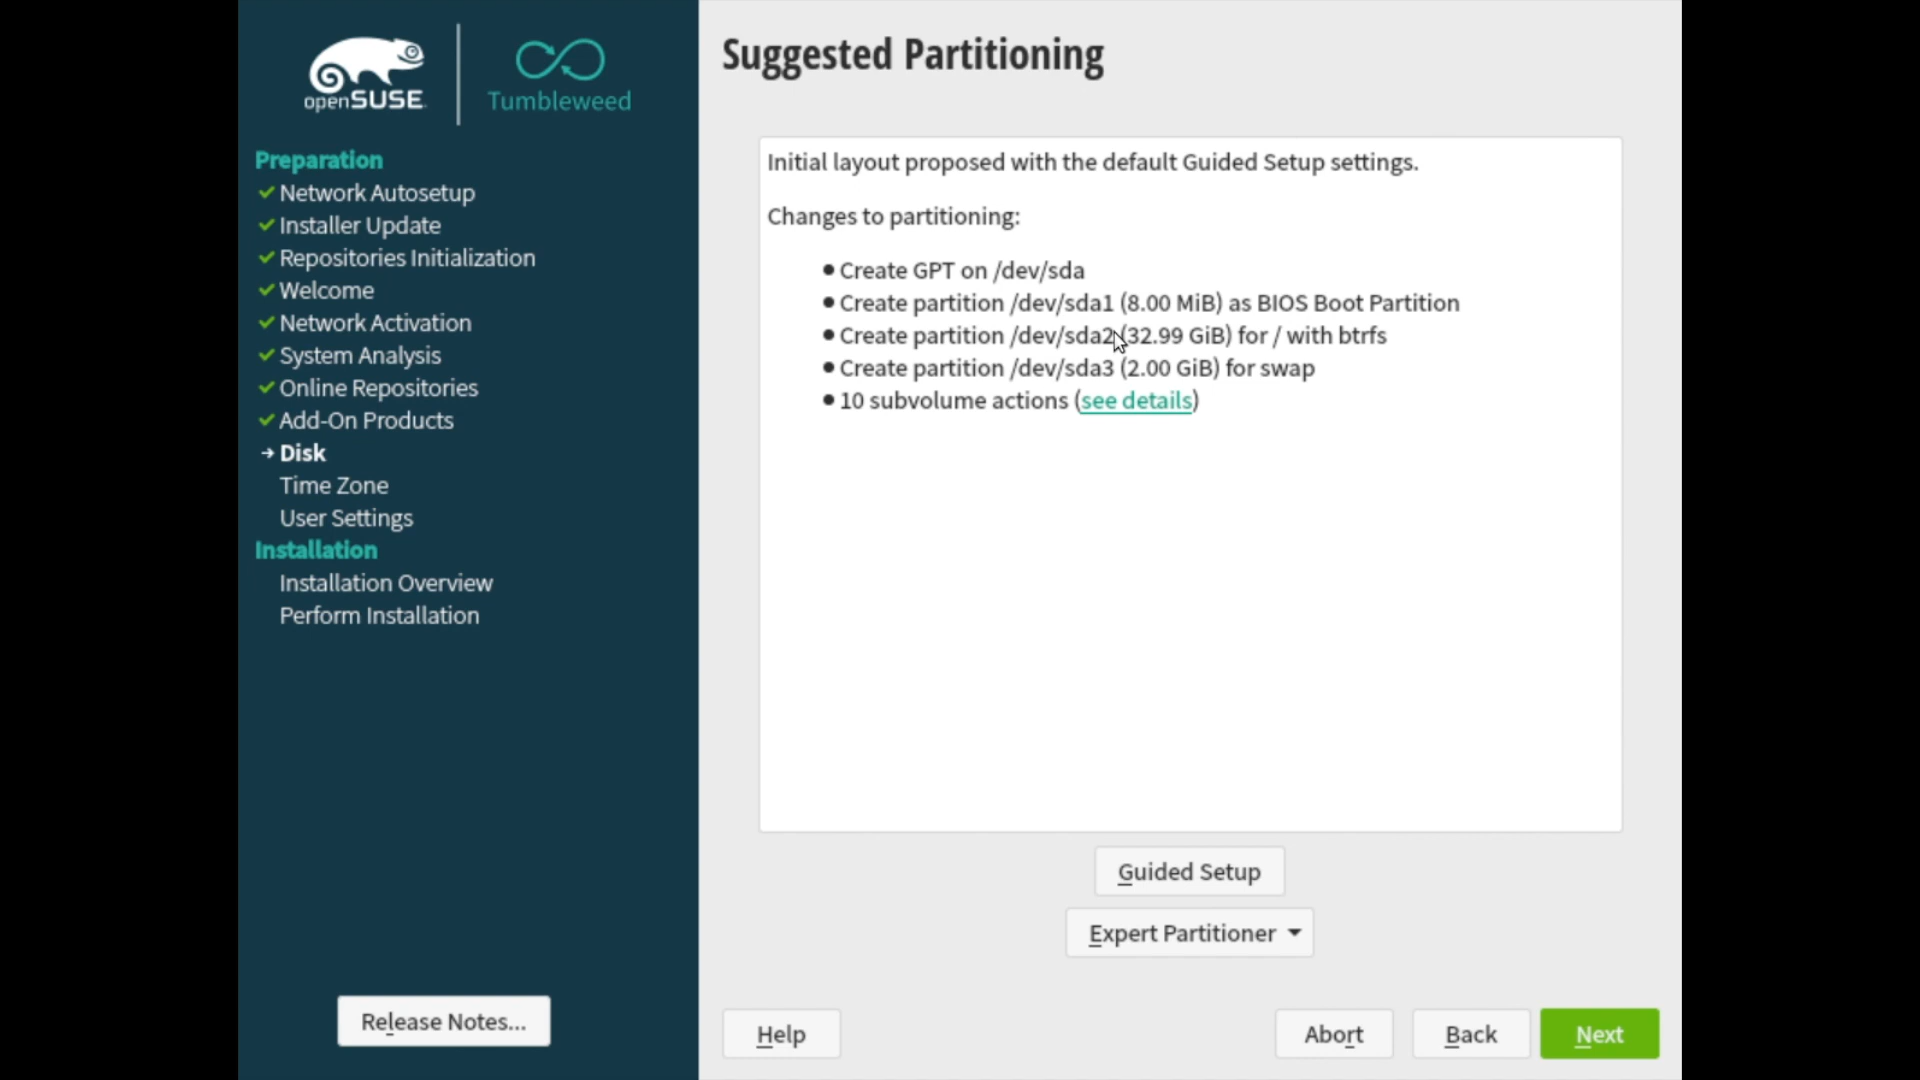 openSUSE
Tumbleweed
Preparation
Network Autosetup
Installer Update
Repositories Initialization
Welcome
Network Activation
System Analysis
Online Repositories
Add-On Products
Disk
Time Zone
User Settings
Installation
Installation Overview
Perform Installation
Release Notes...
Suggested Partitioning
Initial layout proposed with the default Guided Setup settings.
Changes to partitioning:
Create GPT on /dev/sda
Create partition /dev/sda1 (8.00 MiB) as BIOS Boot Partition
Create partition /dev/sda2 (32.99 GiB) for / with btrfs
Create partition /dev/sda3 (2.00 GiB) for swap
10 subvolume actions (see details)
Guided Setup
Expert Partitioner
Help
Abort
Back
Next